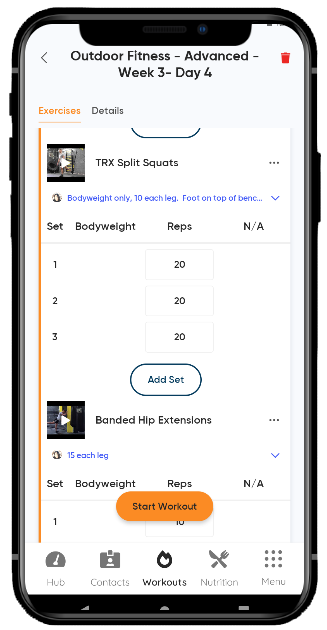 Outdoor Fitness - Advanced -
Week 3- Day 4
Exercises Details
TRX Split Squats
Bodyweight only, 10 each leg. Foot on top of benc...
Set Bodyweight Reps N/A
1 20
2 20
3 20
Add Set
Banded Hip Extensions
15 each leg
Set Bodyweight Reps N/A
Start Workout
1
Hub Contacts Workouts Nutrition Menu